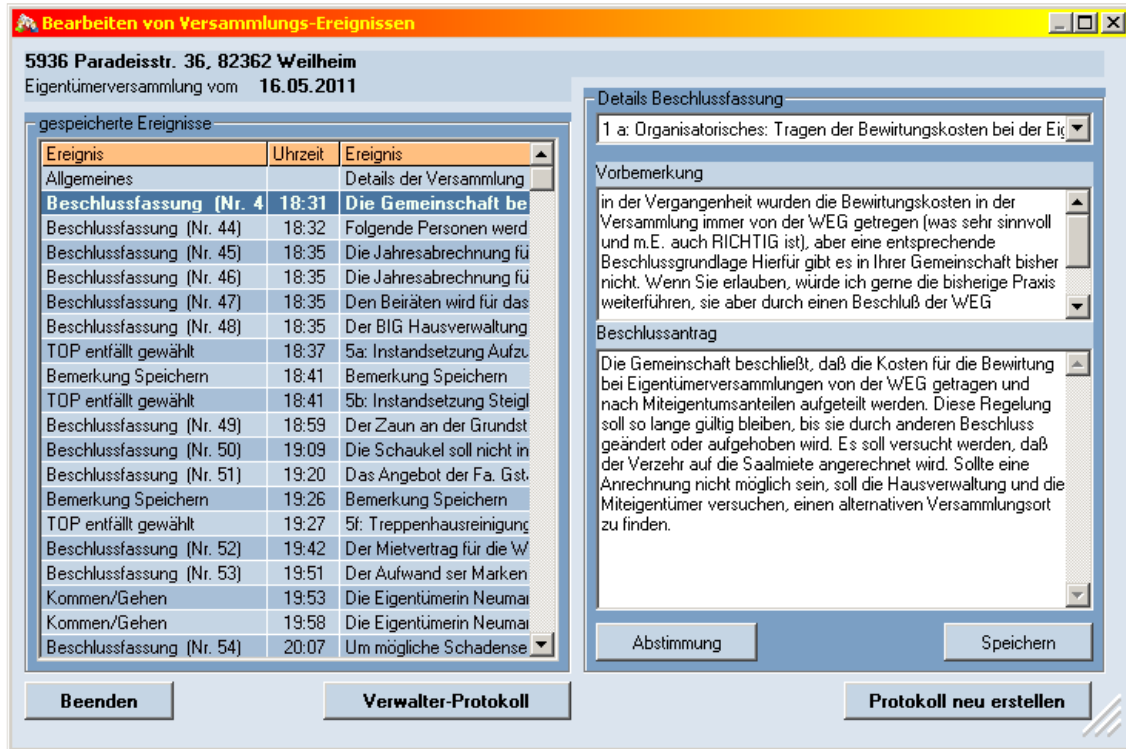 Bearbeiten von Versammlungs-Ereignissen
5936 Paradeisstr. 36, 82362 Weilheim
Eigentümerversammlung vom 16.05.2011
gespeicherte Ereignisse
Ereignis Uhrzeit Ereignis
Allgemeines Details der Versammlung
Beschlussfassung (Nr. 4 18:31 Die Gemeinschaft be
Beschlussfassung (Nr. 44) 18:32 Folgende Personen werd
Beschlussfassung (Nr. 45) 18:35 Die Jahresabrechnung fü
Beschlussfassung (Nr. 46) 18:35 Die Jahresabrechnung fü
Beschlussfassung (Nr. 47) 18:35 Den Beiräten wird für das
Beschlussfassung (Nr. 48) 18:35 Der BIG Hausverwaltung
TOP entfällt gewählt 18:37 5a: Instandsetzung Aufzu
Bemerkung Speichern 18:41 Bemerkung Speichern
TOP entfällt gewählt 18:41 5b: Instandsetzung Steigl
Beschlussfassung (Nr. 49) 18:59 Der Zaun an der Grundst
Beschlussfassung (Nr. 50) 19:09 Die Schaukel soll nicht in
Beschlussfassung (Nr. 51) 19:20 Das Angebot der Fa. Gst
Bemerkung Speichern 19:26 Bemerkung Speichern
TOP entfällt gewählt 19:27 5f: Treppenhausreinigung
Beschlussfassung (Nr. 52) 19:42 Der Mietvertrag für die W
Beschlussfassung (Nr. 53) 19:51 Der Aufwand ser Marken
Kommen/Gehen 19:53 Die Eigentümerin Neumai
Kommen/Gehen 19:58 Die Eigentümerin Neumai
Beschlussfassung (Nr. 54) 20:07 Um mögliche Schadense
Details Beschlussfassung
1 a: Organisatorisches: Tragen der Bewirtungskosten bei der Eig
Vorbemerkung
in der Vergangenheit wurden die Bewirtungskosten in der
Versammlung immer von der WEG getregen (was sehr sinnvoll
und m.E. auch RICHTIG ist), aber eine entsprechende
Beschlussgrundlage Hierfür gibt es in Ihrer Gemeinschaft bisher
nicht. Wenn Sie erlauben, würde ich gerne die bisherige Praxis
weiterführen, sie aber durch einen Beschluß der WEG
Beschlussantrag
Die Gemeinschaft beschließt, daß die Kosten für die Bewirtung
bei Eigentümerversammlungen von der WEG getragen und
nach Miteigentumsanteilen aufgeteilt werden. Diese Regelung
soll so lange gültig bleiben, bis sie durch anderen Beschluss
geändert oder aufgehoben wird. Es soll versucht werden, daß
der Verzehr auf die Saalmiete angerechnet wird. Sollte eine
Anrechnung nicht möglich sein, soll die Hausverwaltung und die
Miteigentümer versuchen, einen alternativen Versammlungsort
zu finden.
Abstimmung Speichern
Beenden Verwalter-Protokoll Protokoll neu erstellen